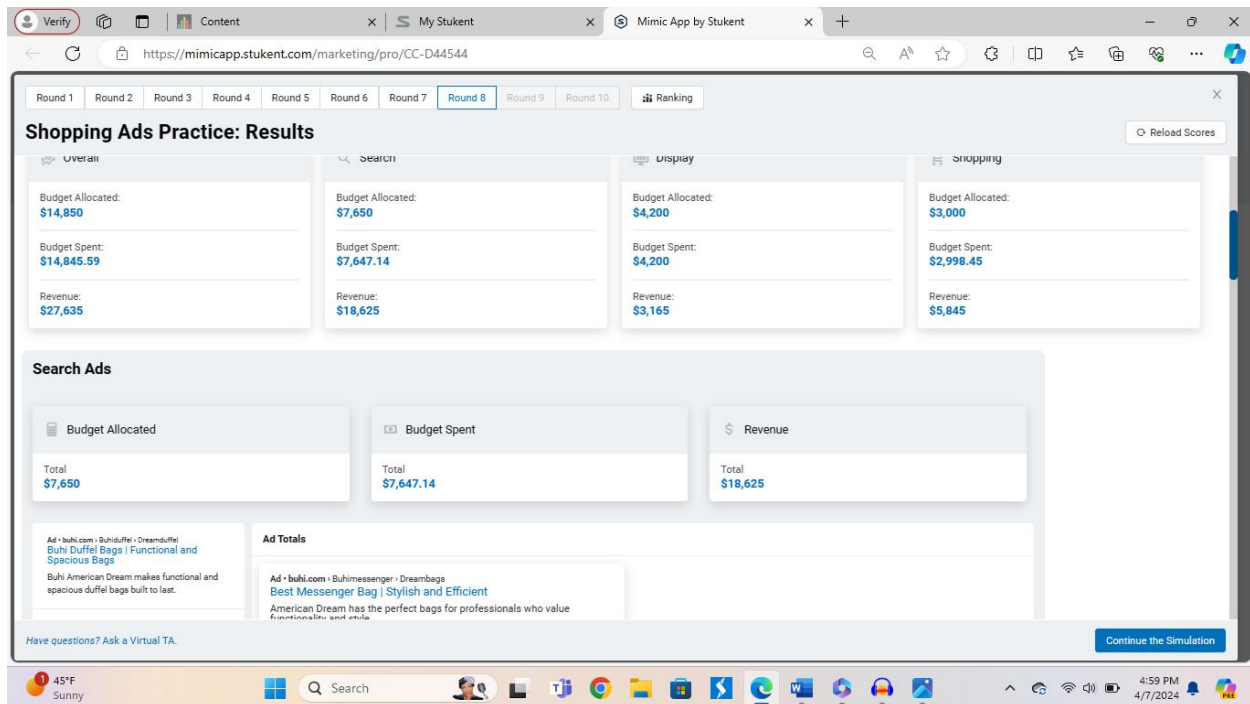 Verify
Content
My Stukent
Mimic App by Stukent
https://mimicapp.stukent.com/marketing/pro/CC-D44544
Round 1 Round 2 Round 3 Round 4 Round 5 Round 6 Round 7 Round 8 Round 9 Round 10 Ranking
Shopping Ads Practice: Results
Reload Scores
Overall Search Display Shopping
Budget Allocated: Budget Allocated: Budget Allocated: Budget Allocated:
$14,850 $7,650 $4,200 $3,000
Budget Spent: Budget Spent: Budget Spent: Budget Spent:
$14,845.59 $7,647.14 $4,200 $2,998.45
Revenue: Revenue: Revenue: Revenue:
$27,635 $18,625 $3,165 $5,845
Search Ads
Budget Allocated Budget Spent $ Revenue
Total Total Total
$7,650 $7,647.14 $18,625
Ad • buhi.com › Buhiduffel › Dreamduffel
Buhi Duffel Bags | Functional and
Spacious Bags
Buhi American Dream makes functional and
spacious duffel bags built to last.
Ad Totals
Ad • buhi.com › Buhimessenger › Dreambags
Best Messenger Bag | Stylish and Efficient
American Dream has the perfect bags for professionals who value
functionality and style
Have questions? Ask a Virtual TA.
Continue the Simulation
1
45°F
Sunny
Search
4:59 PM
4/7/2024
PRE